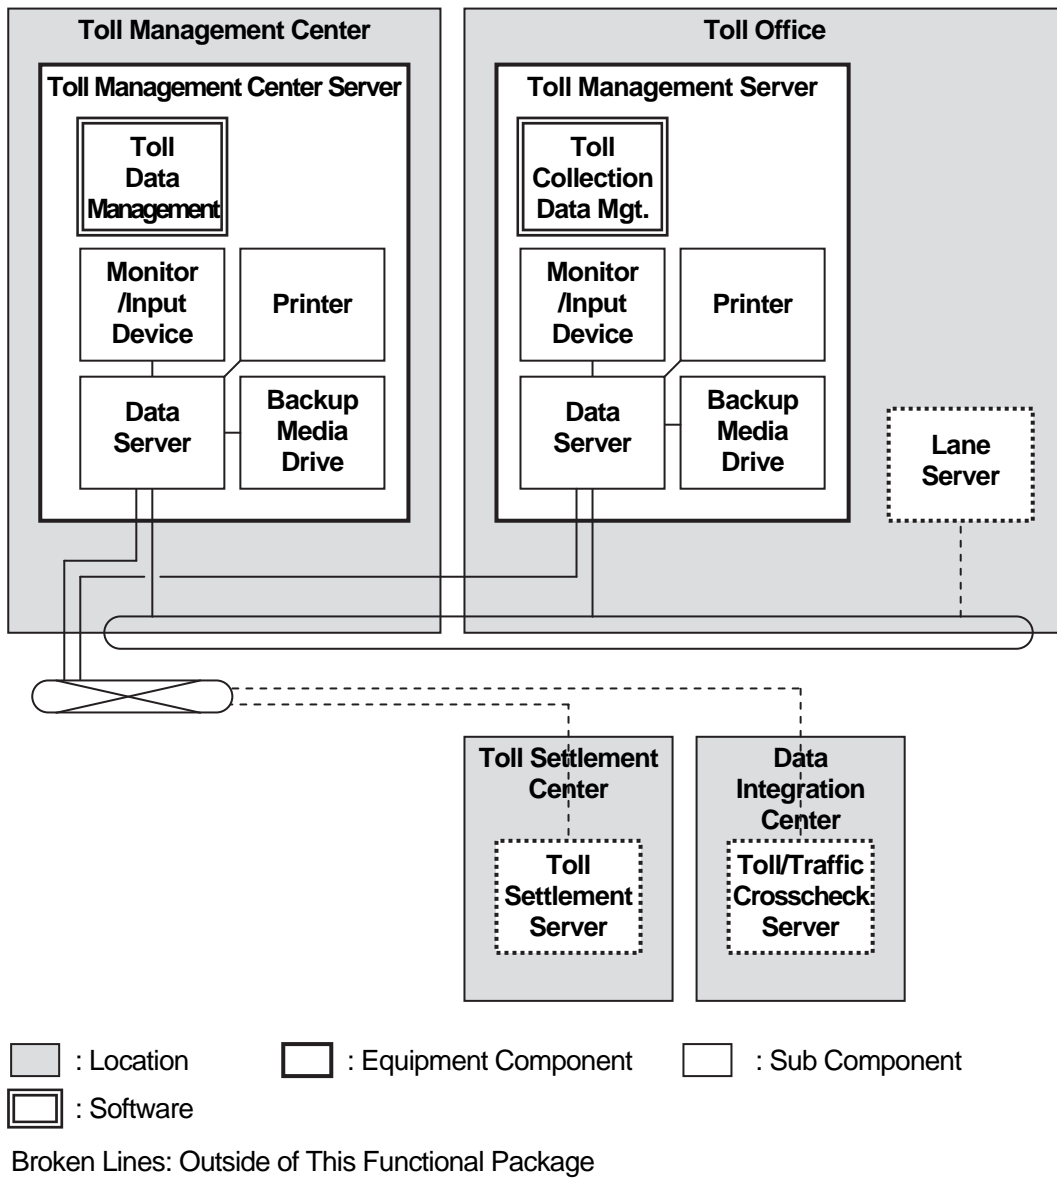 Toll Management Center
Toll Management Center Server
Toll
Data
Management
Monitor
/Input
Device
Printer
Data
Server
Backup
Media
Drive
Toll Office
Toll Management Server
Toll
Collection
Data Mgt.
Monitor
/Input
Device
Printer
Data
Server
Backup
Media
Drive
Lane
Server
Toll Settlement
Center
Toll
Settlement
Server
Data
Integration
Center
Toll/Traffic
Crosscheck
Server
: Location
: Equipment Component
: Sub Component
: Software
Broken Lines: Outside of This Functional Package